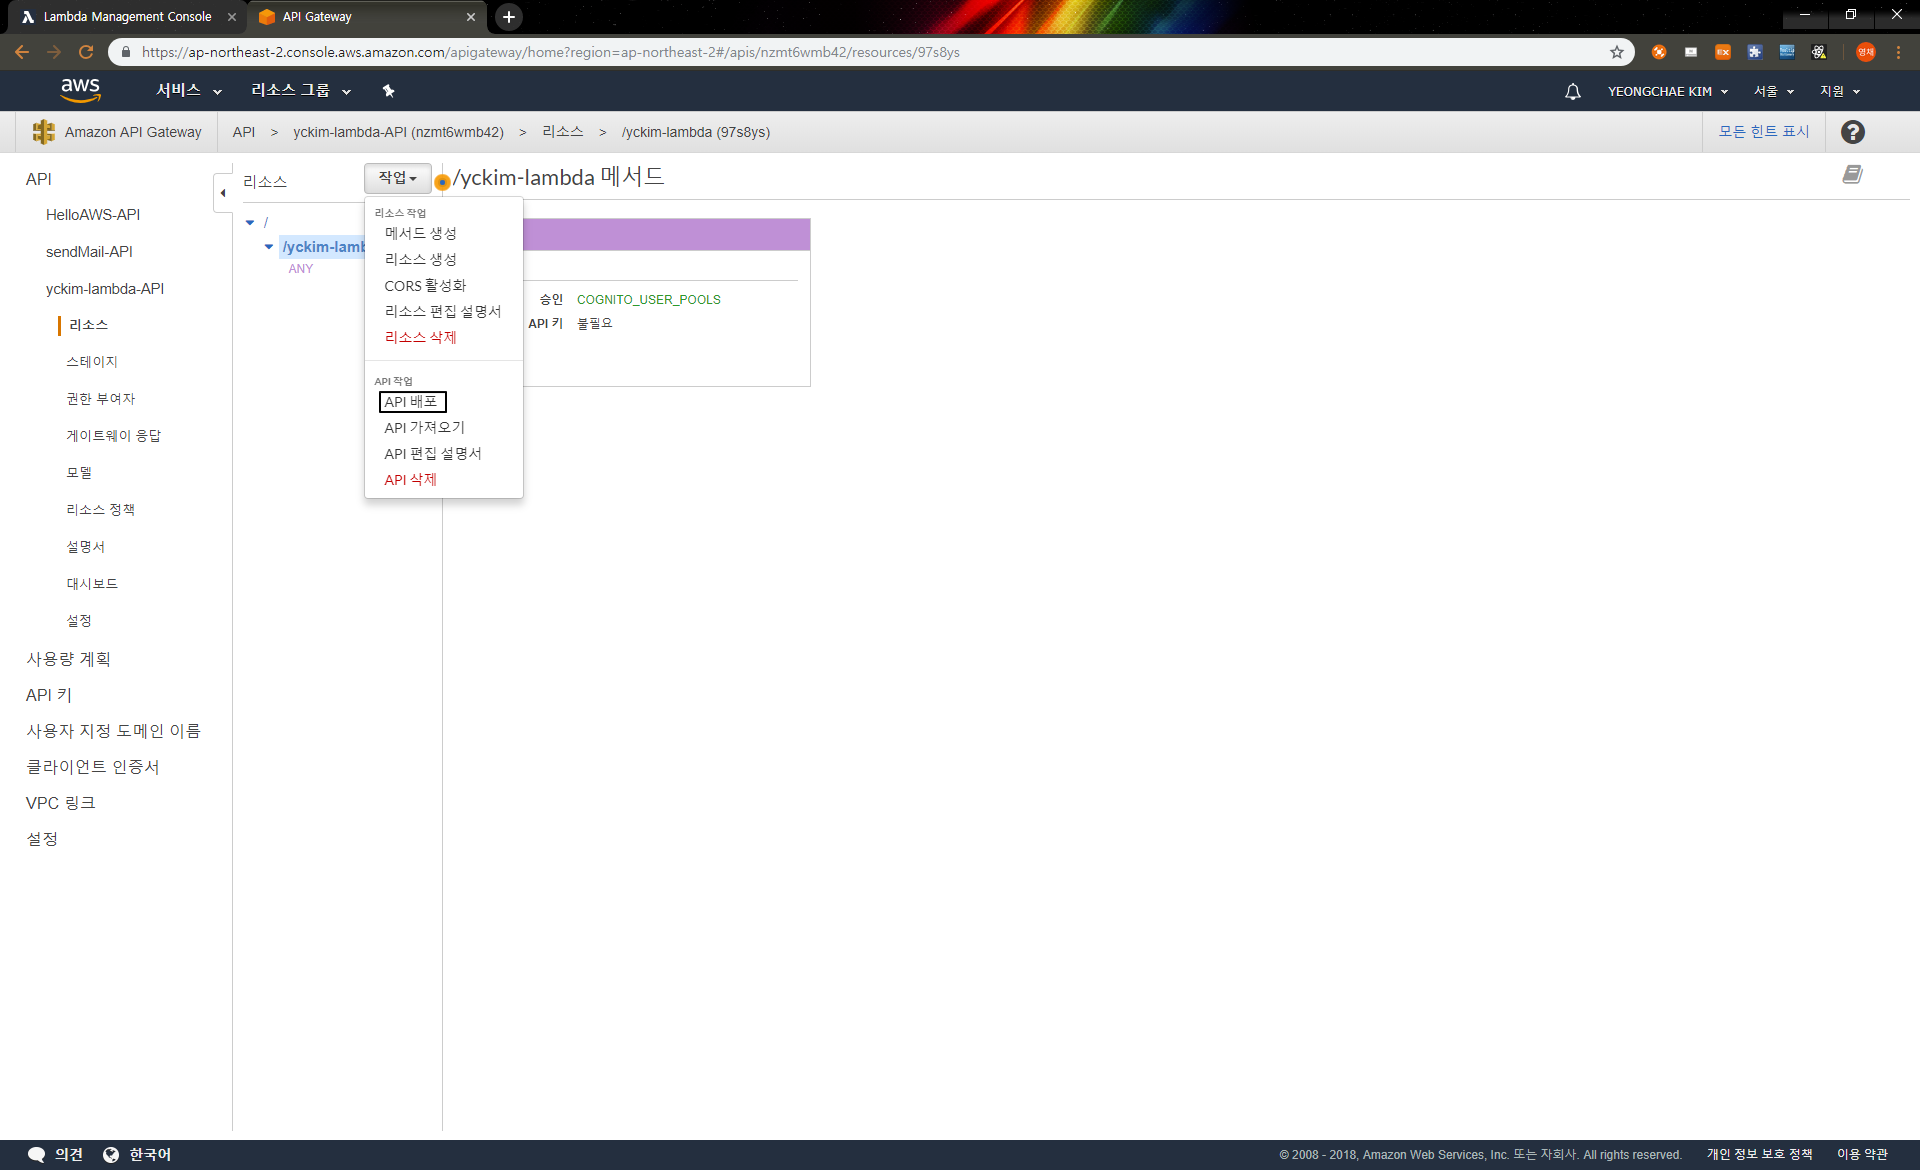 Lambda Management Console
API Gateway
https://ap-northeast-2.console.aws.amazon.com/apigateway/home?region=ap-northeast-2#/apis/nzmt6wmb42/resources/97s8ys
EX
영채
aws
서비스
리소스 그룹
YEONGCHAE KIM
서울
지원
Amazon API Gateway
API > yckim-lambda-API (nzmt6wmb42) > 리소스 > /yckim-lambda (97s8ys)
모든 힌트 표시
API
HelloAWS-API
sendMail-API
yckim-lambda-API
리소스
스테이지
권한 부여자
게이트웨이 응답
모델
리소스 정책
설명서
대시보드
설정
사용량 계획
API 키
사용자 지정 도메인 이름
클라이언트 인증서
VPC 링크
설정
리소스
작업
/
/yckim-lamb
ANY
리소스 작업
메서드 생성
리소스 생성
CORS 활성화
리소스 편집 설명서
리소스 삭제
API 작업
API 배포
API 가져오기
API 편집 설명서
API 삭제
/yckim-lambda 메서드
승인 COGNITO_USER_POOLS
API 키 불필요
의견
한국어
© 2008 - 2018, Amazon Web Services, Inc. 또는 자회사. All rights reserved.
개인 정보 보호 정책
이용 약관